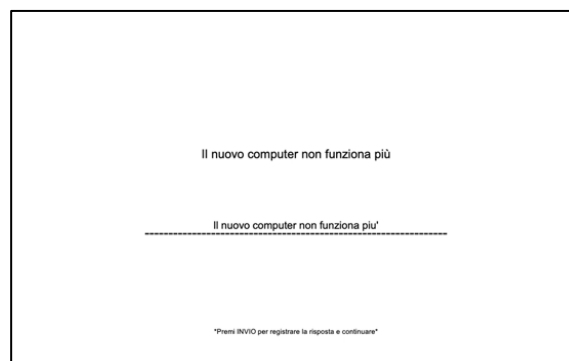 Il nuovo computer non funziona più
Il nuovo computer non funziona piu'
*Premi INVIO per registrare la risposta e continuare*